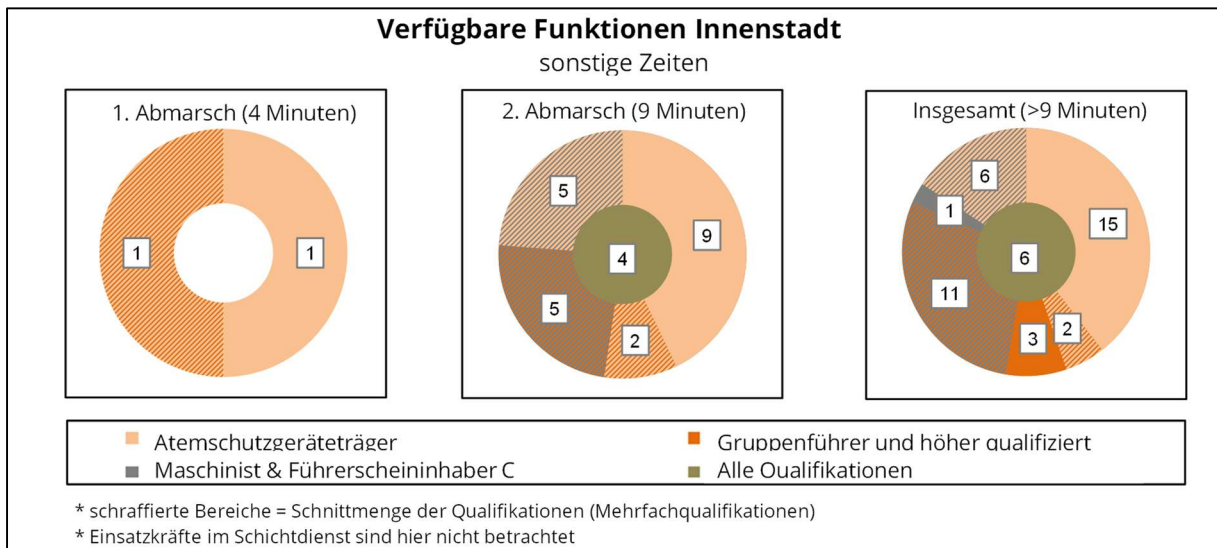 Verfügbare Funktionen Innenstadt
sonstige Zeiten
1. Abmarsch (4 Minuten)
1
1
2. Abmarsch (9 Minuten)
5
9
4
5
2
Insgesamt (>9 Minuten)
6
1
15
6
11
3
2
Atemschutzgeräteträger
Gruppenführer und höher qualifiziert
Maschinist & Führerscheininhaber C
Alle Qualifikationen
* schraffierte Bereiche = Schnittmenge der Qualifikationen (Mehrfachqualifikationen)
* Einsatzkräfte im Schichtdienst sind hier nicht betrachtet